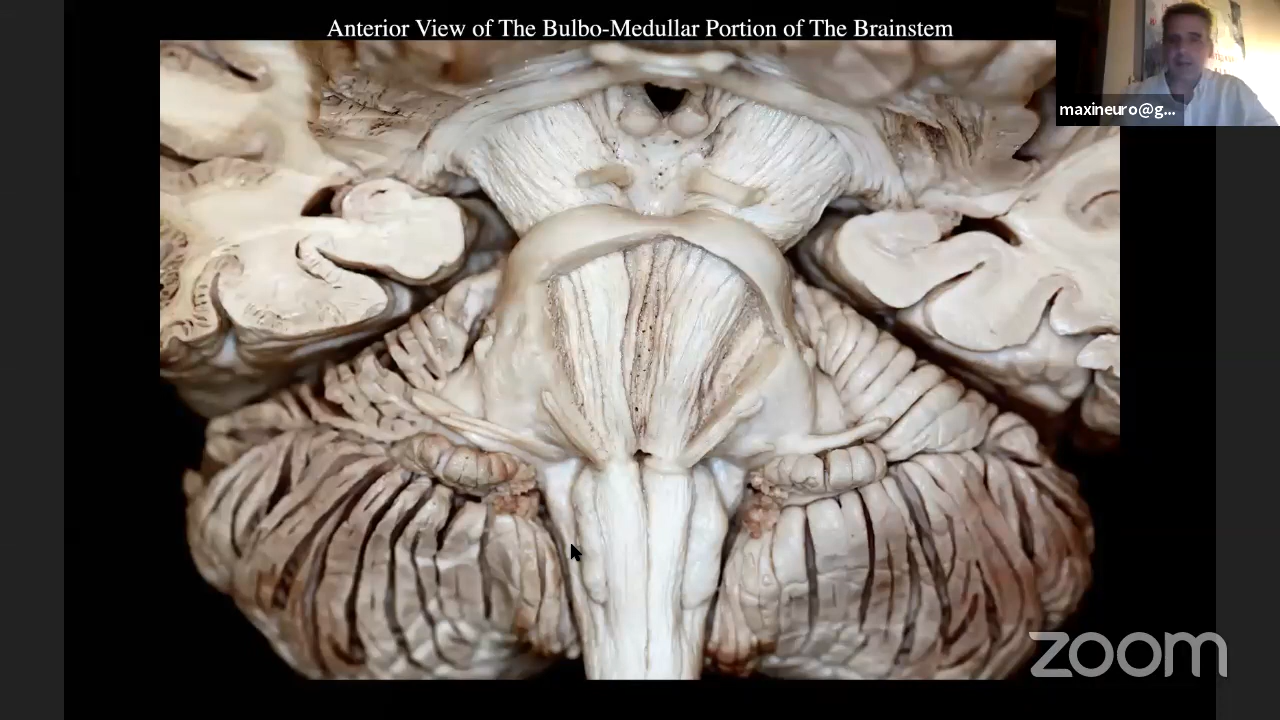 Anterior View of The Bulbo-Medullar Portion of The Brainstem
maxineuro@g...
zoom